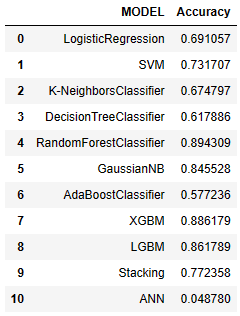 MODEL Accuracy
0 LogisticRegression 0.691057
1 SVM 0.731707
2 K-NeighborsClassifier 0.674797
3 DecisionTreeClassifier 0.617886
4 RandomForestClassifier 0.894309
5 GaussianNB 0.845528
6 AdaBoostClassifier 0.577236
7 XGBM 0.886179
8 LGBM 0.861789
9 Stacking 0.772358
10 ANN 0.048780